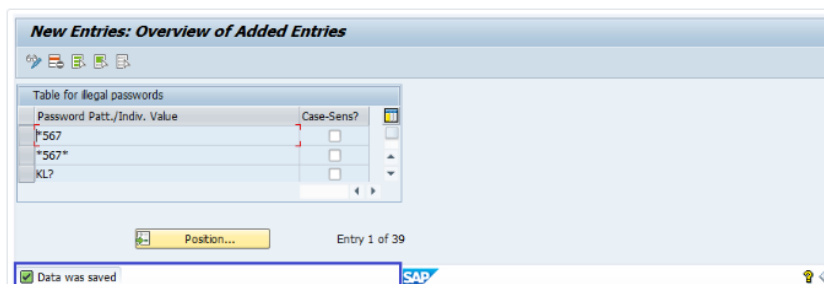 New Entries: Overview of Added Entries
Table for illegal passwords
Password Patt./Indiv. Value Case-Sens?
*567
*567*
KL?
Position... Entry 1 of 39
Data was saved SAP